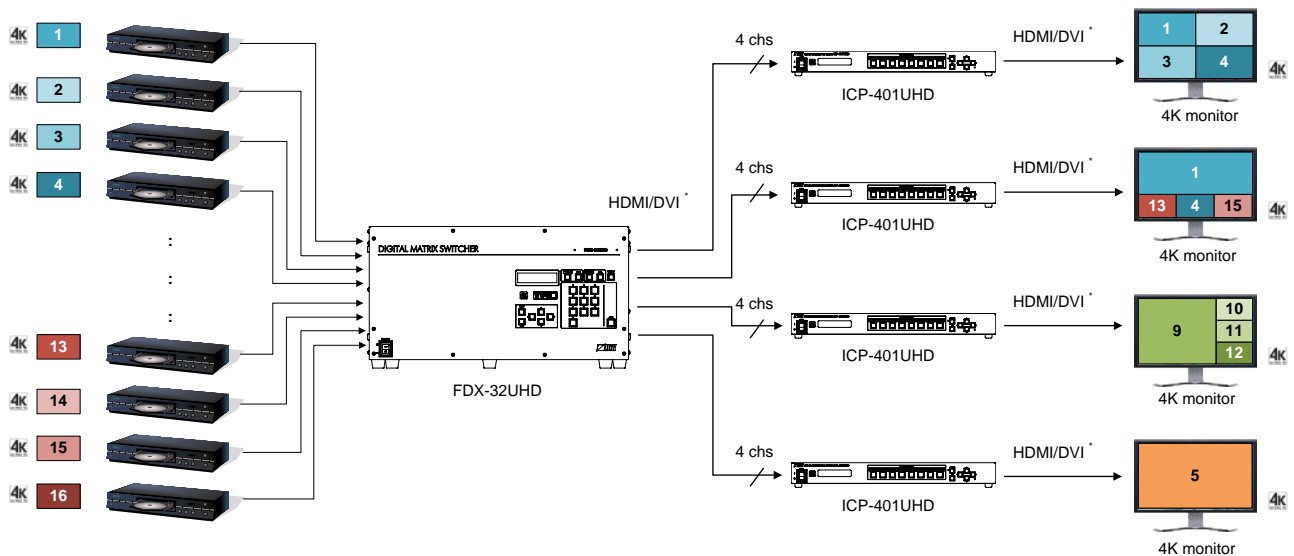 4K 1
4K 2
4K 3
4K 4
:
:
:
4K 13
4K 14
4K 15
4K 16
HDMI/DVI *
DIGITAL MATRIX SWITCHER
FDX-32UHD
4 chs
ICP-401UHD
HDMI/DVI *
1 2
3 4
4K
4K monitor
4 chs
ICP-401UHD
HDMI/DVI *
1
13 4 15
4K
4K monitor
4 chs
ICP-401UHD
HDMI/DVI *
9
10
11
12
4K
4K monitor
4 chs
ICP-401UHD
HDMI/DVI *
5
4K
4K monitor